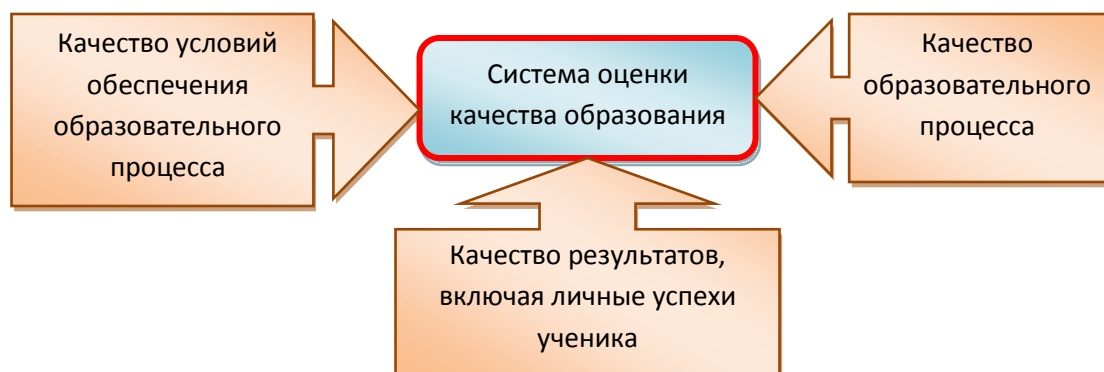 Качество условий
обеспечения
образовательного
процесса
Система оценки
качества образования
Качество
образовательного
процесса
Качество результатов,
включая личные успехи
ученика